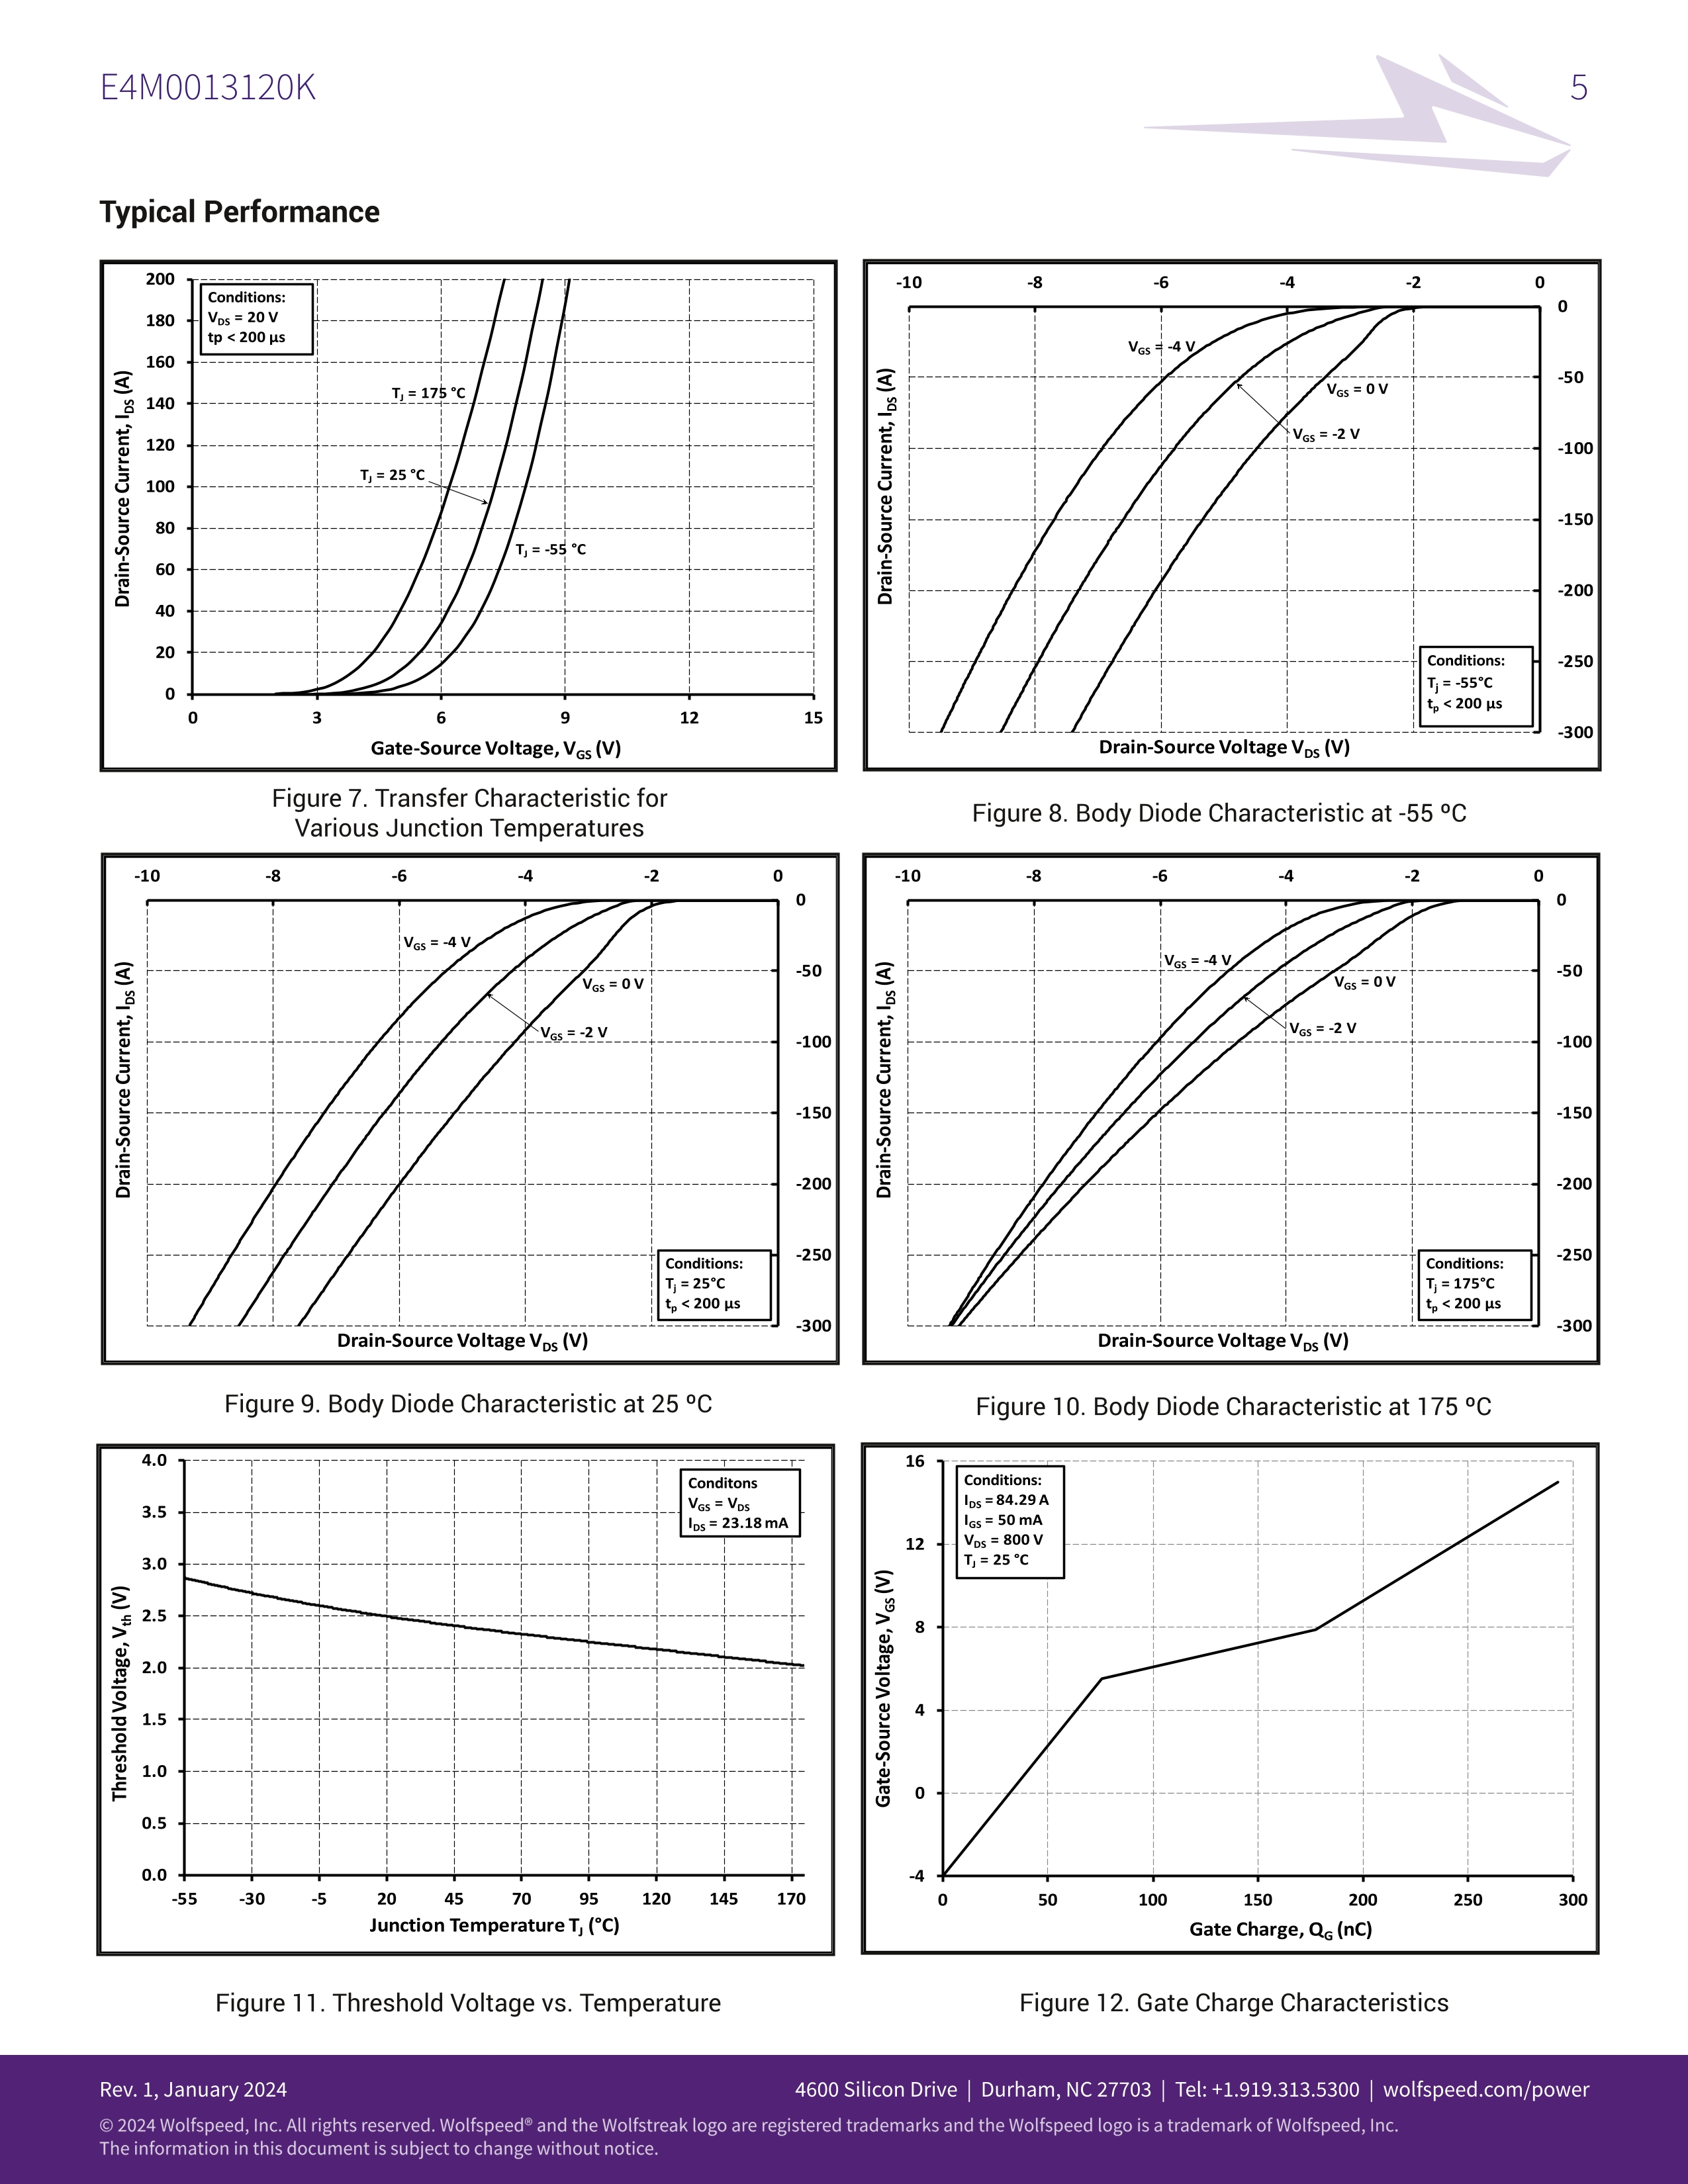 E4M0013120K
5
Typical Performance
200
180
160
140
120
100
80
60
40
20
0
0 3 6 9 12 15
Drain-Source Current, IDS (A)
Gate-Source Voltage, VGS (V)
Conditions:
VDS = 20 V
tp < 200 µs
TJ = 175 °C
TJ = 25 °C
TJ = -55 °C
Figure 7. Transfer Characteristic for
Various Junction Temperatures
-10 -8 -6 -4 -2 0
0
-50
-100
-150
-200
-250
-300
Drain-Source Current, IDS (A)
Drain-Source Voltage VDS (V)
VGS = -4 V
VGS = 0 V
VGS = -2 V
Conditions:
Tj = -55°C
tp < 200 µs
Figure 8. Body Diode Characteristic at -55 ºC
-10 -8 -6 -4 -2 0
0
-50
-100
-150
-200
-250
-300
Drain-Source Current, IDS (A)
Drain-Source Voltage VDS (V)
VGS = -4 V
VGS = 0 V
VGS = -2 V
Conditions:
Tj = 25°C
tp < 200 µs
Figure 9. Body Diode Characteristic at 25 ºC
-10 -8 -6 -4 -2 0
0
-50
-100
-150
-200
-250
-300
Drain-Source Current, IDS (A)
Drain-Source Voltage VDS (V)
VGS = -4 V
VGS = 0 V
VGS = -2 V
Conditions:
Tj = 175°C
tp < 200 µs
Figure 10. Body Diode Characteristic at 175 ºC
4.0
3.5
3.0
2.5
2.0
1.5
1.0
0.5
0.0
-55 -30 -5 20 45 70 95 120 145 170
Threshold Voltage, Vth (V)
Junction Temperature TJ (°C)
Conditons
VGS = VDS
IDS = 23.18 mA
Figure 11. Threshold Voltage vs. Temperature
16
12
8
4
0
-4
0 50 100 150 200 250 300
Gate-Source Voltage, VGS (V)
Gate Charge, QG (nC)
Conditions:
IDS = 84.29 A
IGS = 50 mA
VDS = 800 V
TJ = 25 °C
Figure 12. Gate Charge Characteristics
Rev. 1, January 2024
4600 Silicon Drive | Durham, NC 27703 | Tel: +1.919.313.5300 | wolfspeed.com/power
© 2024 Wolfspeed, Inc. All rights reserved. Wolfspeed® and the Wolfstreak logo are registered trademarks and the Wolfspeed logo is a trademark of Wolfspeed, Inc.
The information in this document is subject to change without notice.